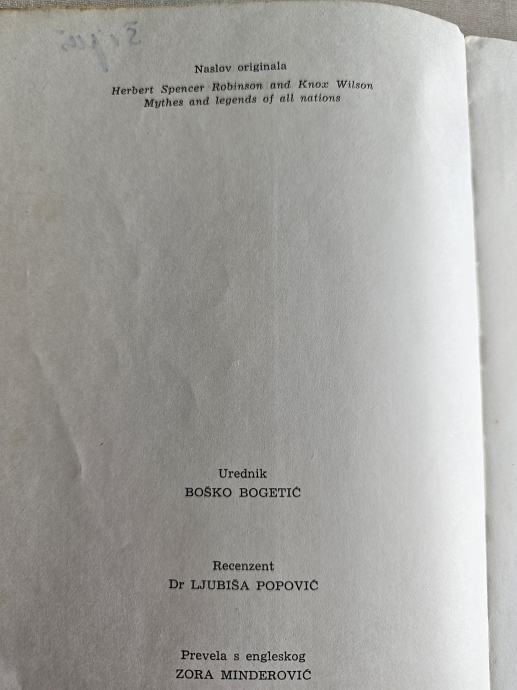 Naslov originala
Herbert Spencer Robinson and Knox Wilson
Mythes and legends of all nations
Urednik
BOŠKO BOGETIĆ
Recenzent
Dr LJUBIŠA POPOVIĆ
Prevela s engleskog
ZORA MINDEROVIĆ